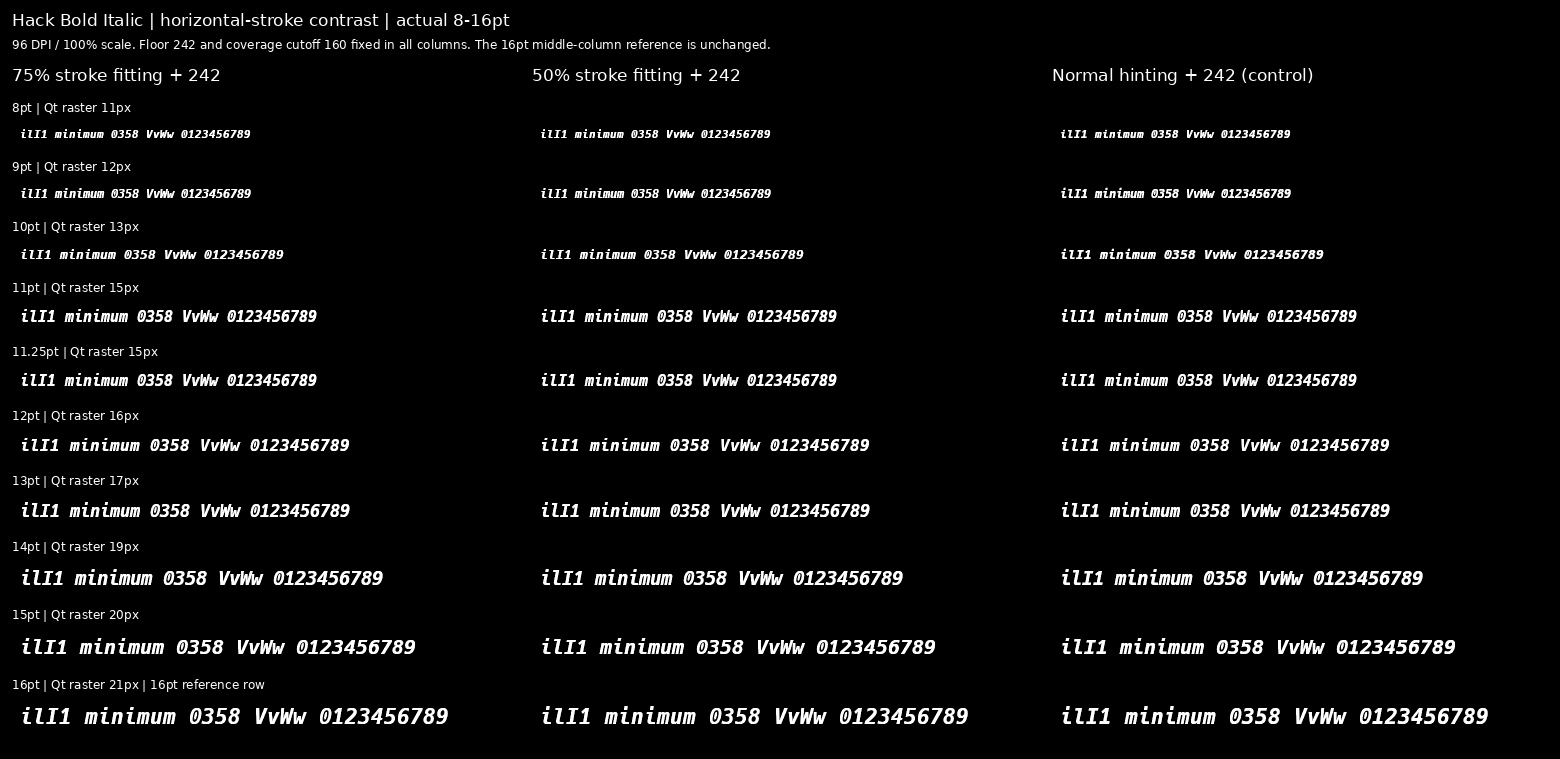 Hack Bold Italic | horizontal-stroke contrast | actual 8-16pt
96 DPI / 100% scale. Floor 242 and coverage cutoff 160 fixed in all columns. The 16pt middle-column reference is unchanged.
75% stroke fitting + 242 50% stroke fitting + 242 Normal hinting + 242 (control)
8pt | Qt raster 11px
ilI1 minimum 0358 VvWw 0123456789 ilI1 minimum 0358 VvWw 0123456789 ilI1 minimum 0358 VvWw 0123456789
9pt | Qt raster 12px
ilI1 minimum 0358 VvWw 0123456789 ilI1 minimum 0358 VvWw 0123456789 ilI1 minimum 0358 VvWw 0123456789
10pt | Qt raster 13px
ilI1 minimum 0358 VvWw 0123456789 ilI1 minimum 0358 VvWw 0123456789 ilI1 minimum 0358 VvWw 0123456789
11pt | Qt raster 15px
ilI1 minimum 0358 VvWw 0123456789 ilI1 minimum 0358 VvWw 0123456789 ilI1 minimum 0358 VvWw 0123456789
11.25pt | Qt raster 15px
ilI1 minimum 0358 VvWw 0123456789 ilI1 minimum 0358 VvWw 0123456789 ilI1 minimum 0358 VvWw 0123456789
12pt | Qt raster 16px
ilI1 minimum 0358 VvWw 0123456789 ilI1 minimum 0358 VvWw 0123456789 ilI1 minimum 0358 VvWw 0123456789
13pt | Qt raster 17px
ilI1 minimum 0358 VvWw 0123456789 ilI1 minimum 0358 VvWw 0123456789 ilI1 minimum 0358 VvWw 0123456789
14pt | Qt raster 19px
ilI1 minimum 0358 VvWw 0123456789 ilI1 minimum 0358 VvWw 0123456789 ilI1 minimum 0358 VvWw 0123456789
15pt | Qt raster 20px
ilI1 minimum 0358 VvWw 0123456789 ilI1 minimum 0358 VvWw 0123456789 ilI1 minimum 0358 VvWw 0123456789
16pt | Qt raster 21px | 16pt reference row
ilI1 minimum 0358 VvWw 0123456789 ilI1 minimum 0358 VvWw 0123456789 ilI1 minimum 0358 VvWw 0123456789